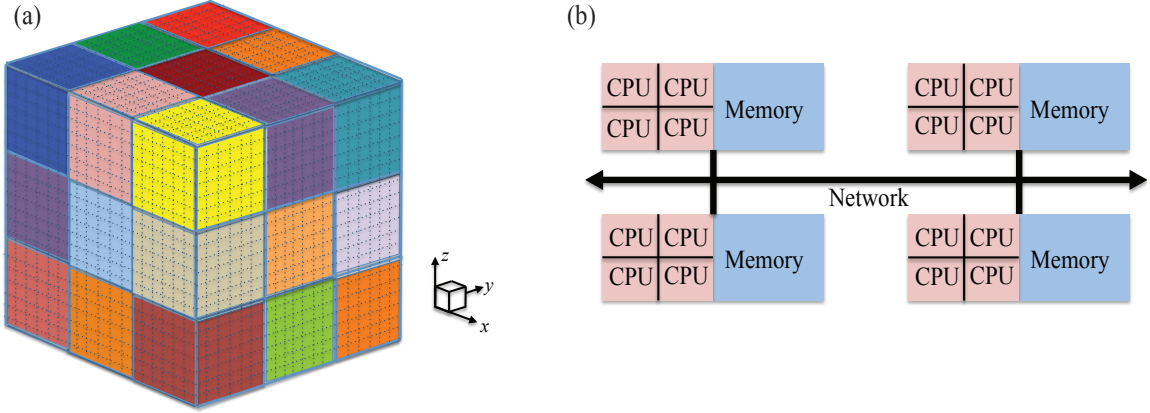 (a)
(b)
CPU CPU Memory CPU CPU Memory
CPU CPU CPU CPU
Network
CPU CPU Memory CPU CPU Memory
CPU CPU CPU CPU
z
y
x